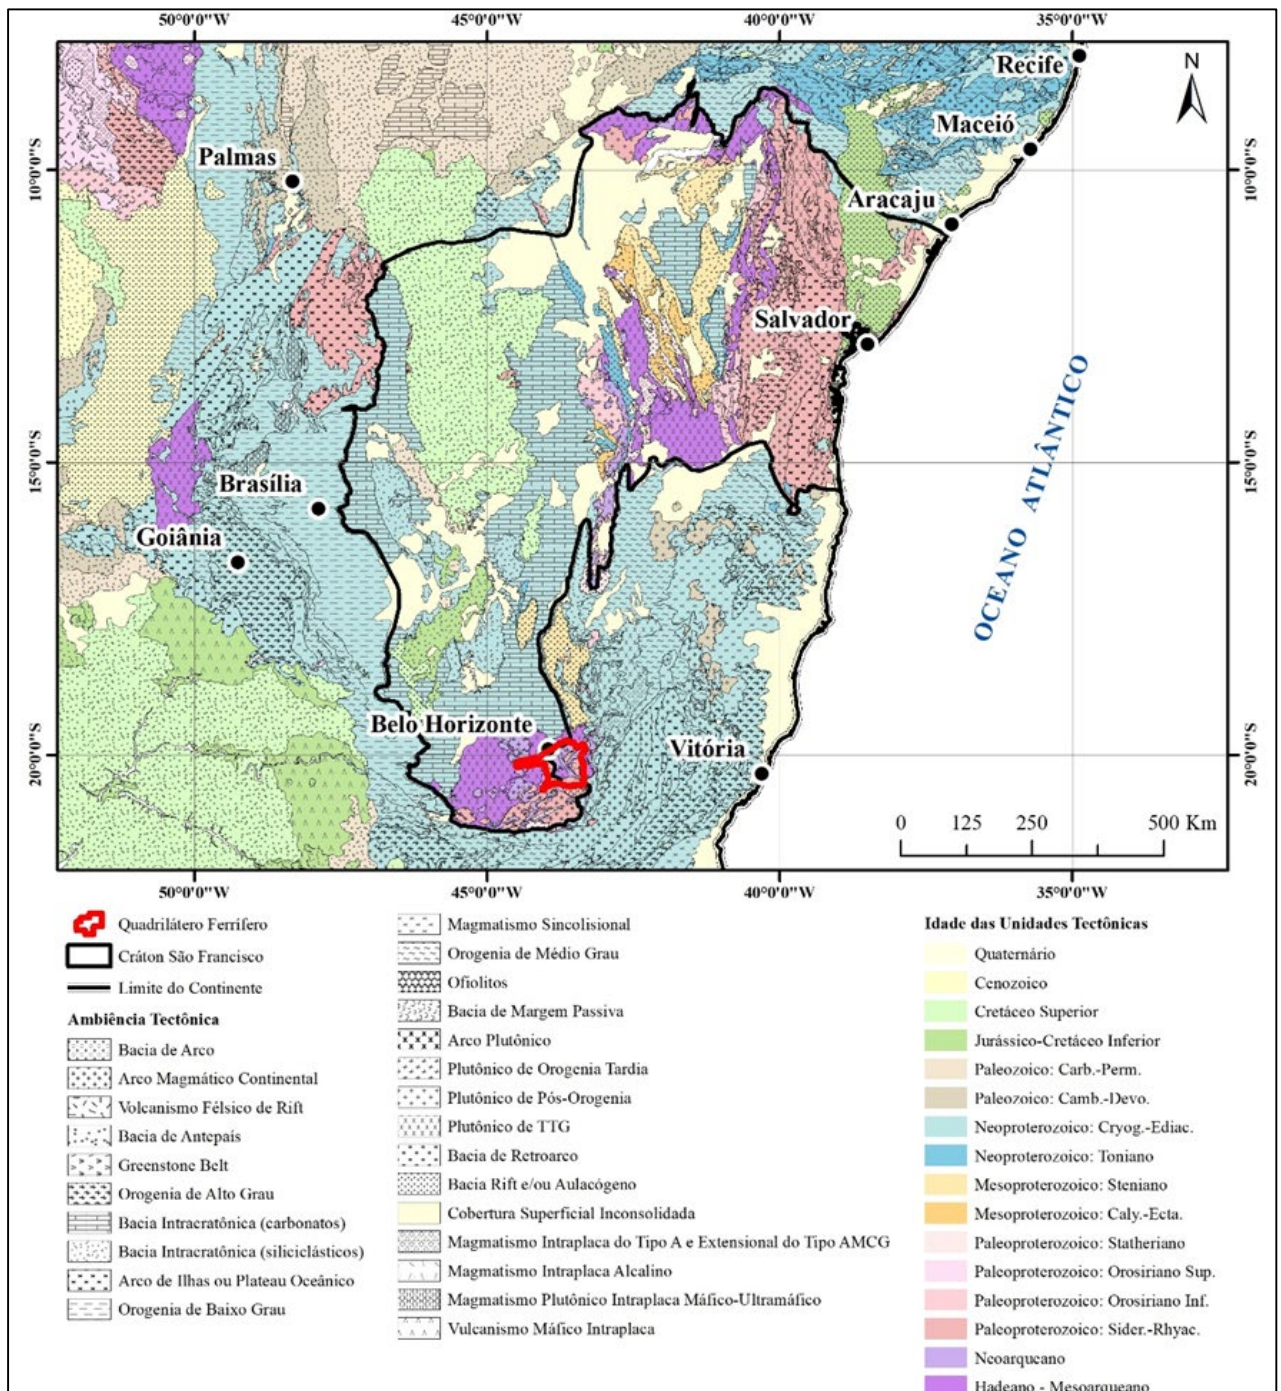 50°0'0"W 45°0'0"W 40°0'0"W 35°0'0"W
N
Recife
Maceió
Palmas
10°0'0"S 10°0'0"S
Aracaju
Salvador
OCEANO ATLÂNTICO
15°0'0"S 15°0'0"S
Brasília
Goiânia
Belo Horizonte
Vitória
20°0'0"S 20°0'0"S
0 125 250 500 Km
50°0'0"W 45°0'0"W 40°0'0"W 35°0'0"W
Quadrilátero Ferrífero
Cráton São Francisco
Limite do Continente
Ambiência Tectônica
Bacia de Arco
Arco Magmático Continental
Volcanismo Félsico de Rift
Bacia de Antepaís
Greenstone Belt
Orogenia de Alto Grau
Bacia Intracratônica (carbonatos)
Bacia Intracratônica (siliciclásticos)
Arco de Ilhas ou Plateau Oceânico
Orogenia de Baixo Grau
Magmatismo Sincolisional
Orogenia de Médio Grau
Ofiolitos
Bacia de Margem Passiva
Arco Plutônico
Plutônico de Orogenia Tardia
Plutônico de Pós-Orogenia
Plutônico de TTG
Bacia de Retroarco
Bacia Rift e/ou Aulacógeno
Cobertura Superficial Inconsolidada
Magmatismo Intraplaca do Tipo A e Extensional do Tipo AMCG
Magmatismo Intraplaca Alcalino
Magmatismo Plutônico Intraplaca Máfico-Ultramáfico
Vulcanismo Máfico Intraplaca
Idade das Unidades Tectônicas
Quaternário
Cenozoico
Cretáceo Superior
Jurássico-Cretáceo Inferior
Paleozoico: Carb.-Perm.
Paleozoico: Camb.-Devo.
Neoproterozoico: Cryog.-Ediac.
Neoproterozoico: Toniano
Mesoproterozoico: Steniano
Mesoproterozoico: Caly.-Ecta.
Paleoproterozoico: Statheriano
Paleoproterozoico: Orosiriano Sup.
Paleoproterozoico: Orosiriano Inf.
Paleoproterozoico: Sider.-Rhyac.
Neoarqueano
Hadeano - Mesoarqueano